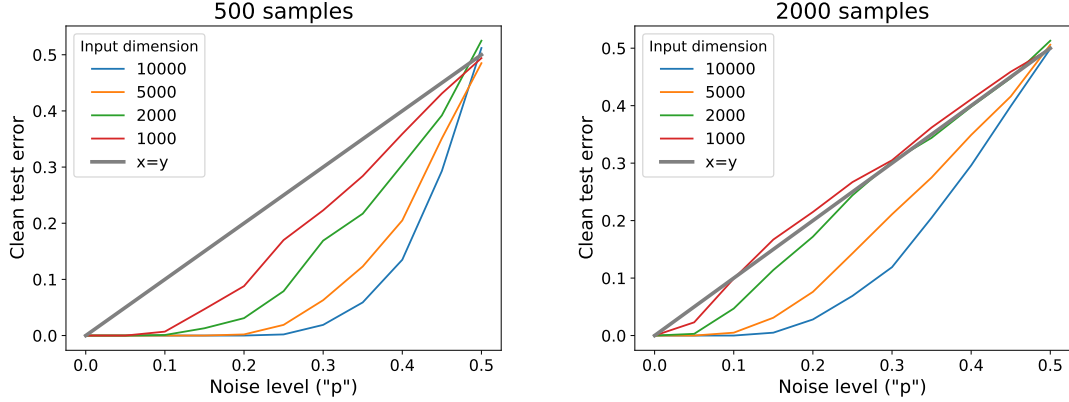 500 samples
Clean test error
0.5
0.4
0.3
0.2
0.1
0.0
Input dimension
10000
5000
2000
1000
x=y
0.0 0.1 0.2 0.3 0.4 0.5
Noise level ("p")
2000 samples
Clean test error
0.5
0.4
0.3
0.2
0.1
0.0
Input dimension
10000
5000
2000
1000
x=y
0.0 0.1 0.2 0.3 0.4 0.5
Noise level ("p")